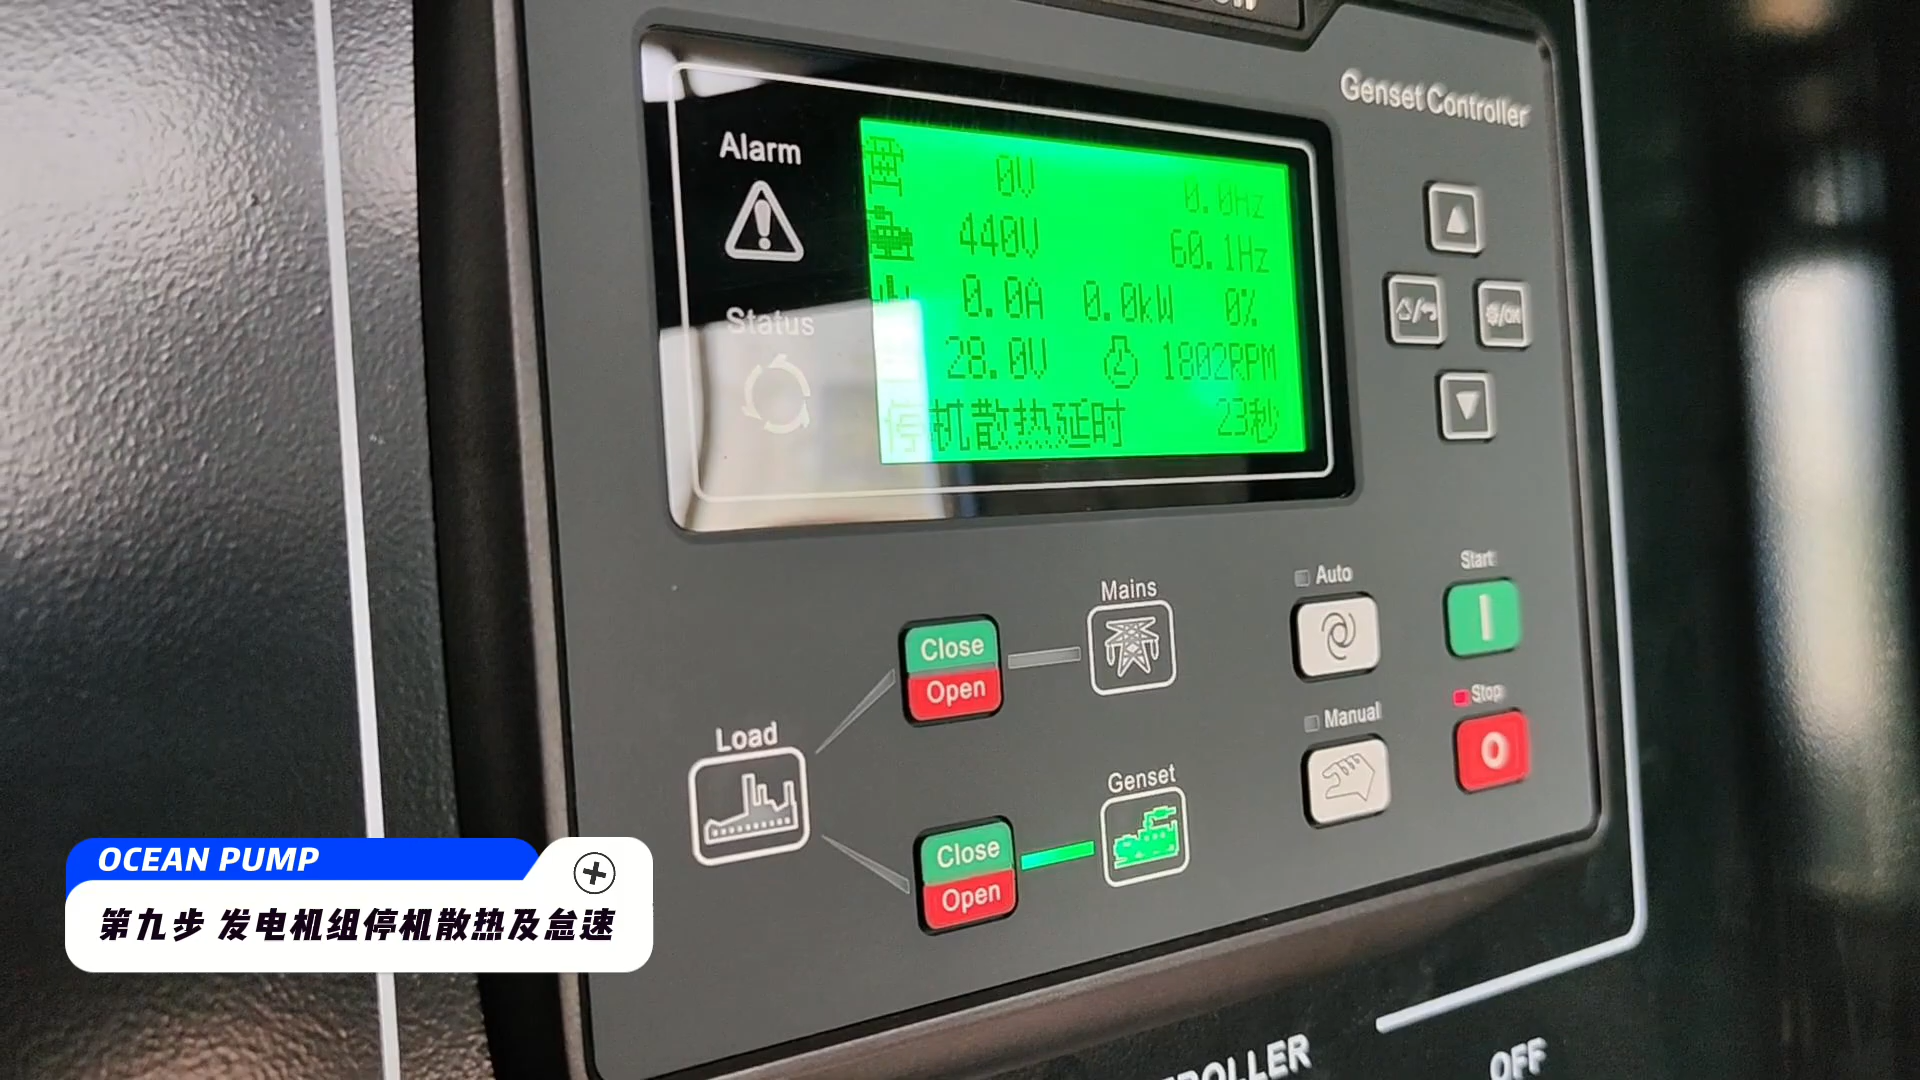 Genset Controller
Alarm
Status
0V 0.0Hz
440V 60.1Hz
0.0A 0.0kW 0%
28.0V 1802RPM
停机散热延时 23秒
Mains
Auto
Start
Close
Open
Manual
Stop
Load
Genset
Close
Open
OCEAN PUMP
第九步 发电机组停机散热及怠速
OFF